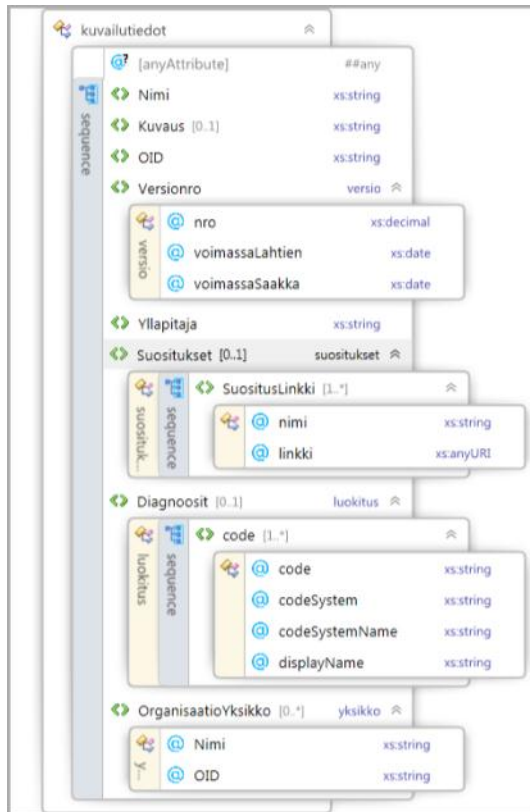 kuvailutiedot
[anyAttribute] ##any
sequence
Nimi xs:string
Kuvaus [0..1] xs:string
OID xs:string
Versionro versio
versio
nro xs:decimal
voimassaLahtien xs:date
voimassaSaakka xs:date
Yllapitaja xs:string
Suositukset [0..1] suositukset
suosituk...
sequence
SuositusLinkki [1..*]
nimi xs:string
linkki xs:anyURI
Diagnoosit [0..1] luokitus
luokitus
sequence
code [1..*]
code xs:string
codeSystem xs:string
codeSystemName xs:string
displayName xs:string
OrganisaatioYksikko [0..*] yksikko
y...
Nimi xs:string
OID xs:string